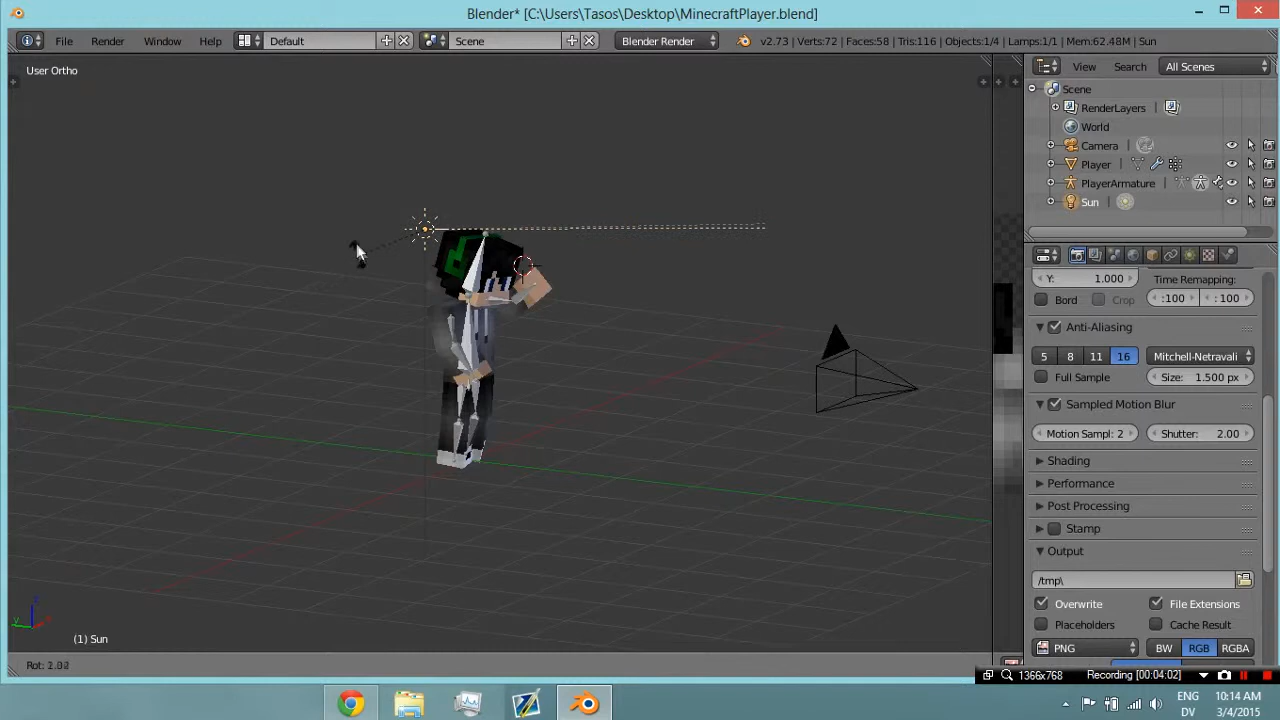 Blender* [C:\Users\Tasos\Desktop\MinecraftPlayer.blend]
File Render Window Help Default Scene Blender Render v2.73 | Verts:72 | Faces:58 | Tris:116 | Objects:1/4 | Lamps:1/1 | Mem:62.48M | Sun
User Ortho
View Search All Scenes
Scene
RenderLayers
World
Camera
Player
PlayerArmature
Sun
Y: 1.000 Time Remapping:
Bord Crop :100 : 100
Anti-Aliasing
5 8 11 16 Mitchell-Netravali
Full Sample Size: 1.500 px
Sampled Motion Blur
Motion Sampl: 2 Shutter: 2.00
Shading
Performance
Post Processing
Stamp
Output
/tmp\
Overwrite File Extensions
Placeholders Cache Result
PNG BW RGB RGBA
(1) Sun
Rot:
1366x768 Recording [00:04:02]
ENG 10:14 AM
DV 3/4/2015